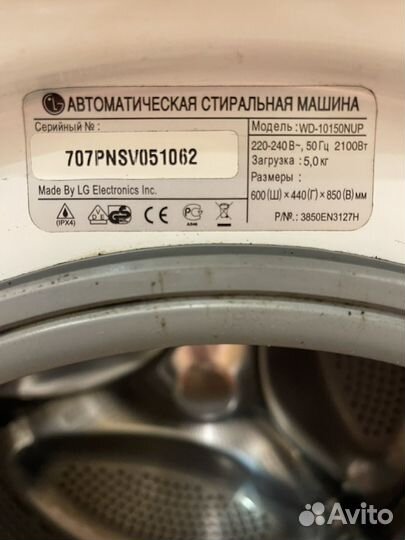 LG АВТОМАТИЧЕСКАЯ СТИРАЛЬНАЯ МАШИНА
Серийный № :
707PNSV051062
Made By LG Electronics Inc.
(IPX4)
Модель : WD-10150NUP
220-240 В~, 50 Гц 2100Вт
Загрузка : 5,0 кг
Размеры :
600 (Ш) × 440 (Г) × 850 (В) мм
P/№. : 3850EN3127H
Avito